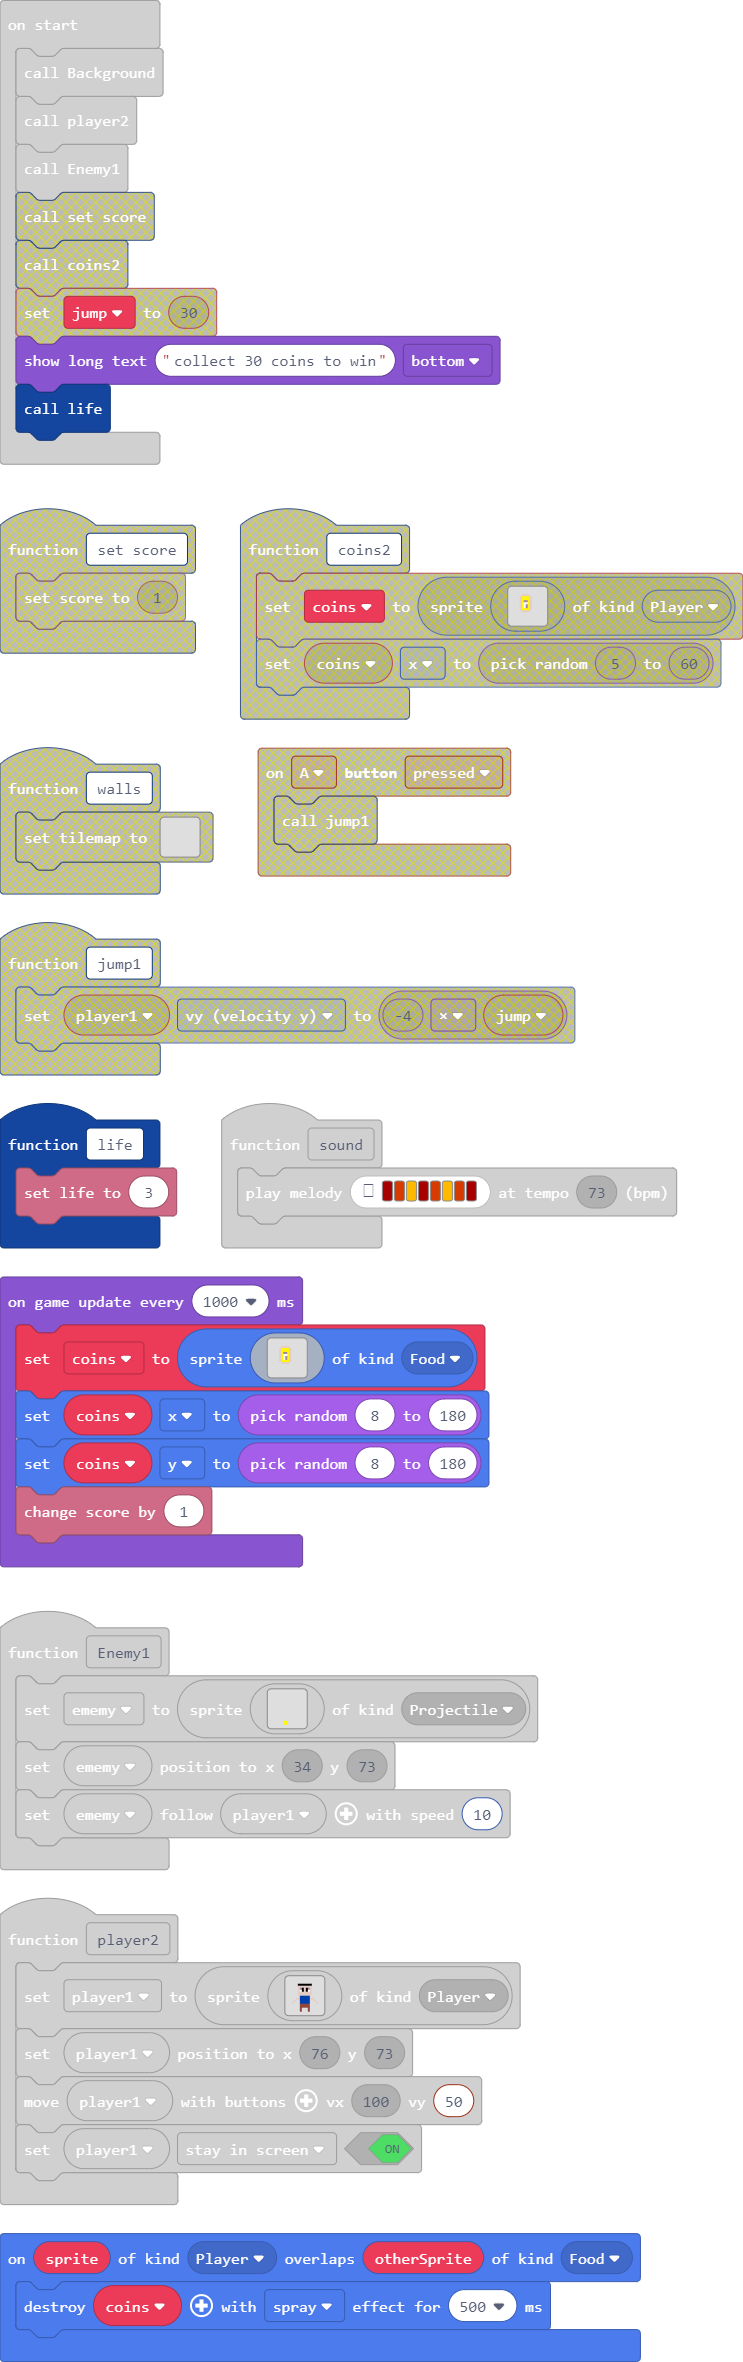 on start
call Background
call player2
call Enemy1
call set score
call coins2
set jump to 30
show long text "collect 30 coins to win" bottom
call life
function set score
set score to 1
function coins2
set coins to sprite of kind Player
set coins x to pick random 5 to 60
function walls
set tilemap to
on A button pressed
call jump1
function jump1
set player1 vy (velocity y) to -4 × jump
function life
set life to 3
function sound
play melody at tempo 73 (bpm)
on game update every 1000 ms
set coins to sprite of kind Food
set coins x to pick random 8 to 180
set coins y to pick random 8 to 180
change score by 1
function Enemy1
set ememy to sprite of kind Projectile
set ememy position to x 34 y 73
set ememy follow player1 with speed 10
function player2
set player1 to sprite of kind Player
set player1 position to x 76 y 73
move player1 with buttons vx 100 vy 50
set player1 stay in screen ON
on sprite of kind Player overlaps otherSprite of kind Food
destroy coins with spray effect for 500 ms